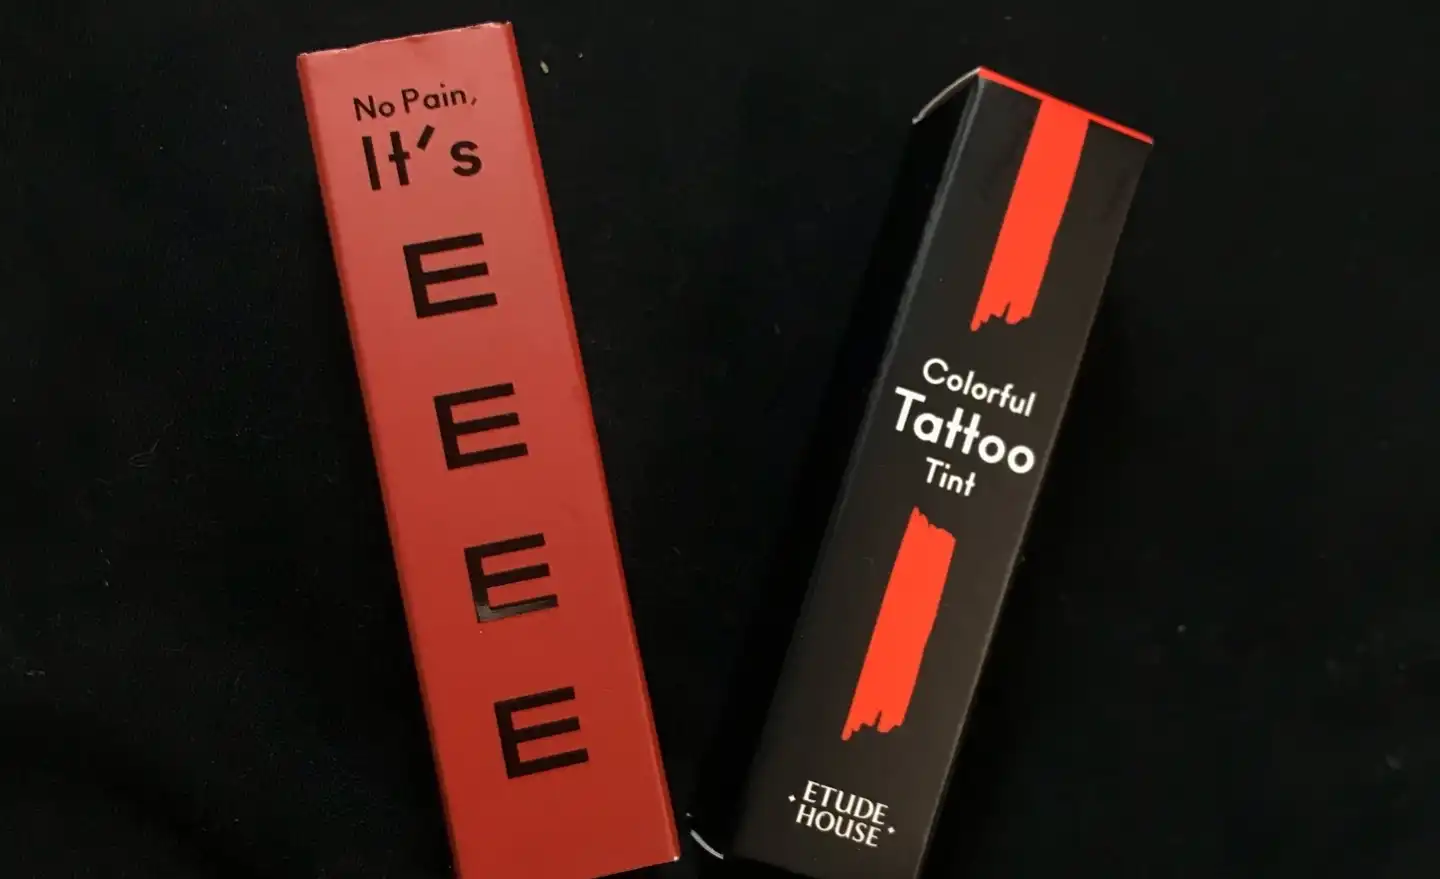 No Pain,
It's
E
E
E
E
Colorful
Tattoo
Tint
ETUDE
HOUSE